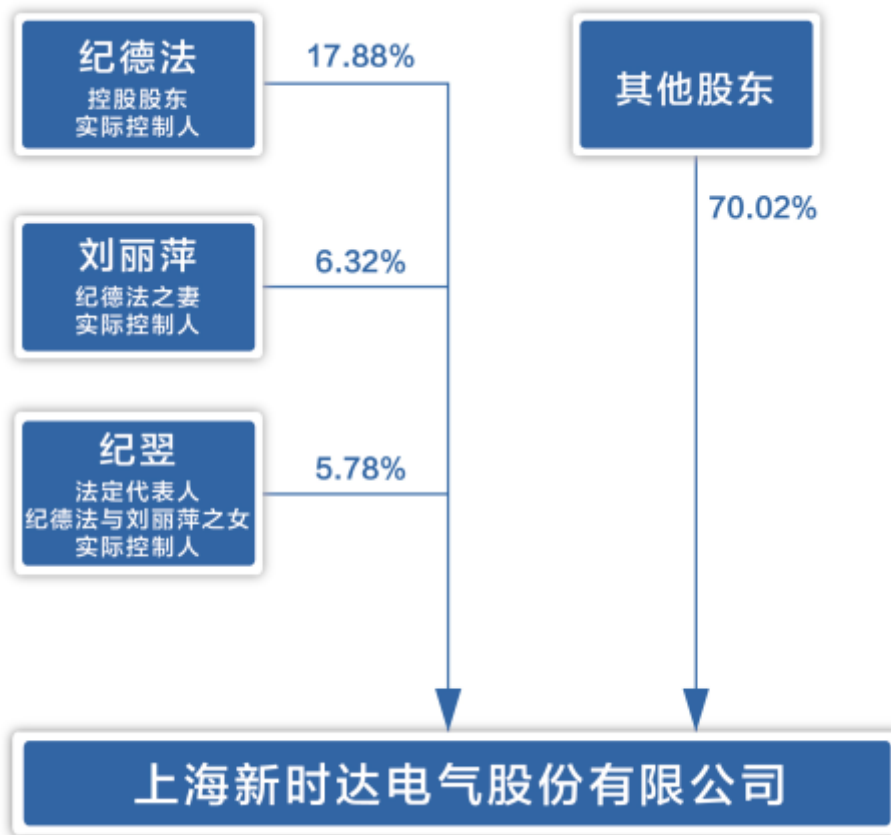 纪德法
控股股东
实际控制人
17.88%
其他股东
70.02%
刘丽萍
纪德法之妻
实际控制人
6.32%
纪翌
法定代表人
纪德法与刘丽萍之女
实际控制人
5.78%
上海新时达电气股份有限公司